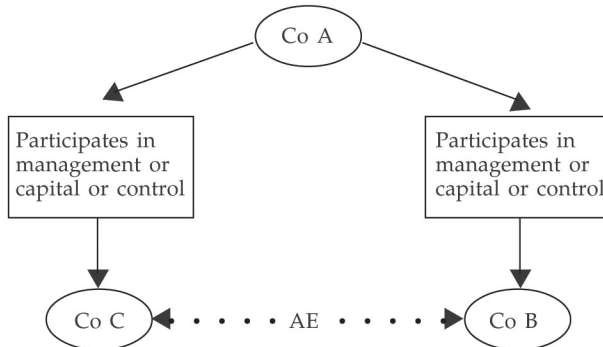 Co A
Participates in
management or
capital or control
Participates in
management or
capital or control
Co C
AE
Co B